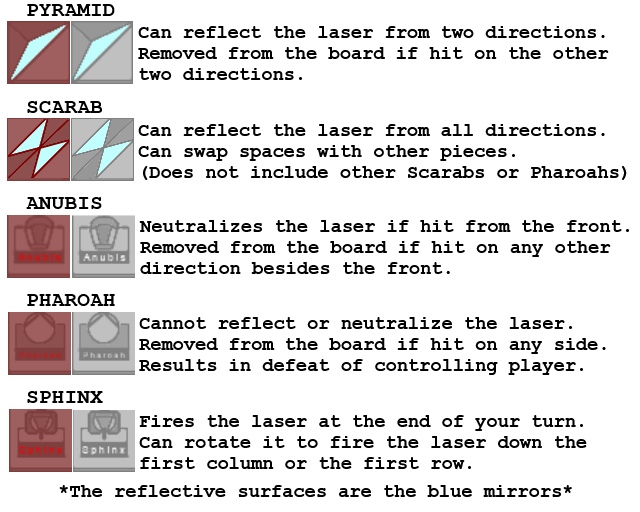 PYRAMID
Can reflect the laser from two directions.
Removed from the board if hit on the other
two directions.
SCARAB
Can reflect the laser from all directions.
Can swap spaces with other pieces.
(Does not include other Scarabs or Pharoahs)
ANUBIS
Anubis Anubis
Neutralizes the laser if hit from the front.
Removed from the board if hit on any other
direction besides the front.
PHAROAH
Pharoah Pharoah
Cannot reflect or neutralize the laser.
Removed from the board if hit on any side.
Results in defeat of controlling player.
SPHINX
Sphinx Sphinx
Fires the laser at the end of your turn.
Can rotate it to fire the laser down the
first column or the first row.
*The reflective surfaces are the blue mirrors*